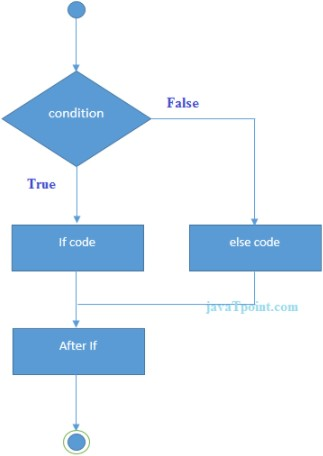 condition
False
True
If code
else code
javaTpoint.com
After If